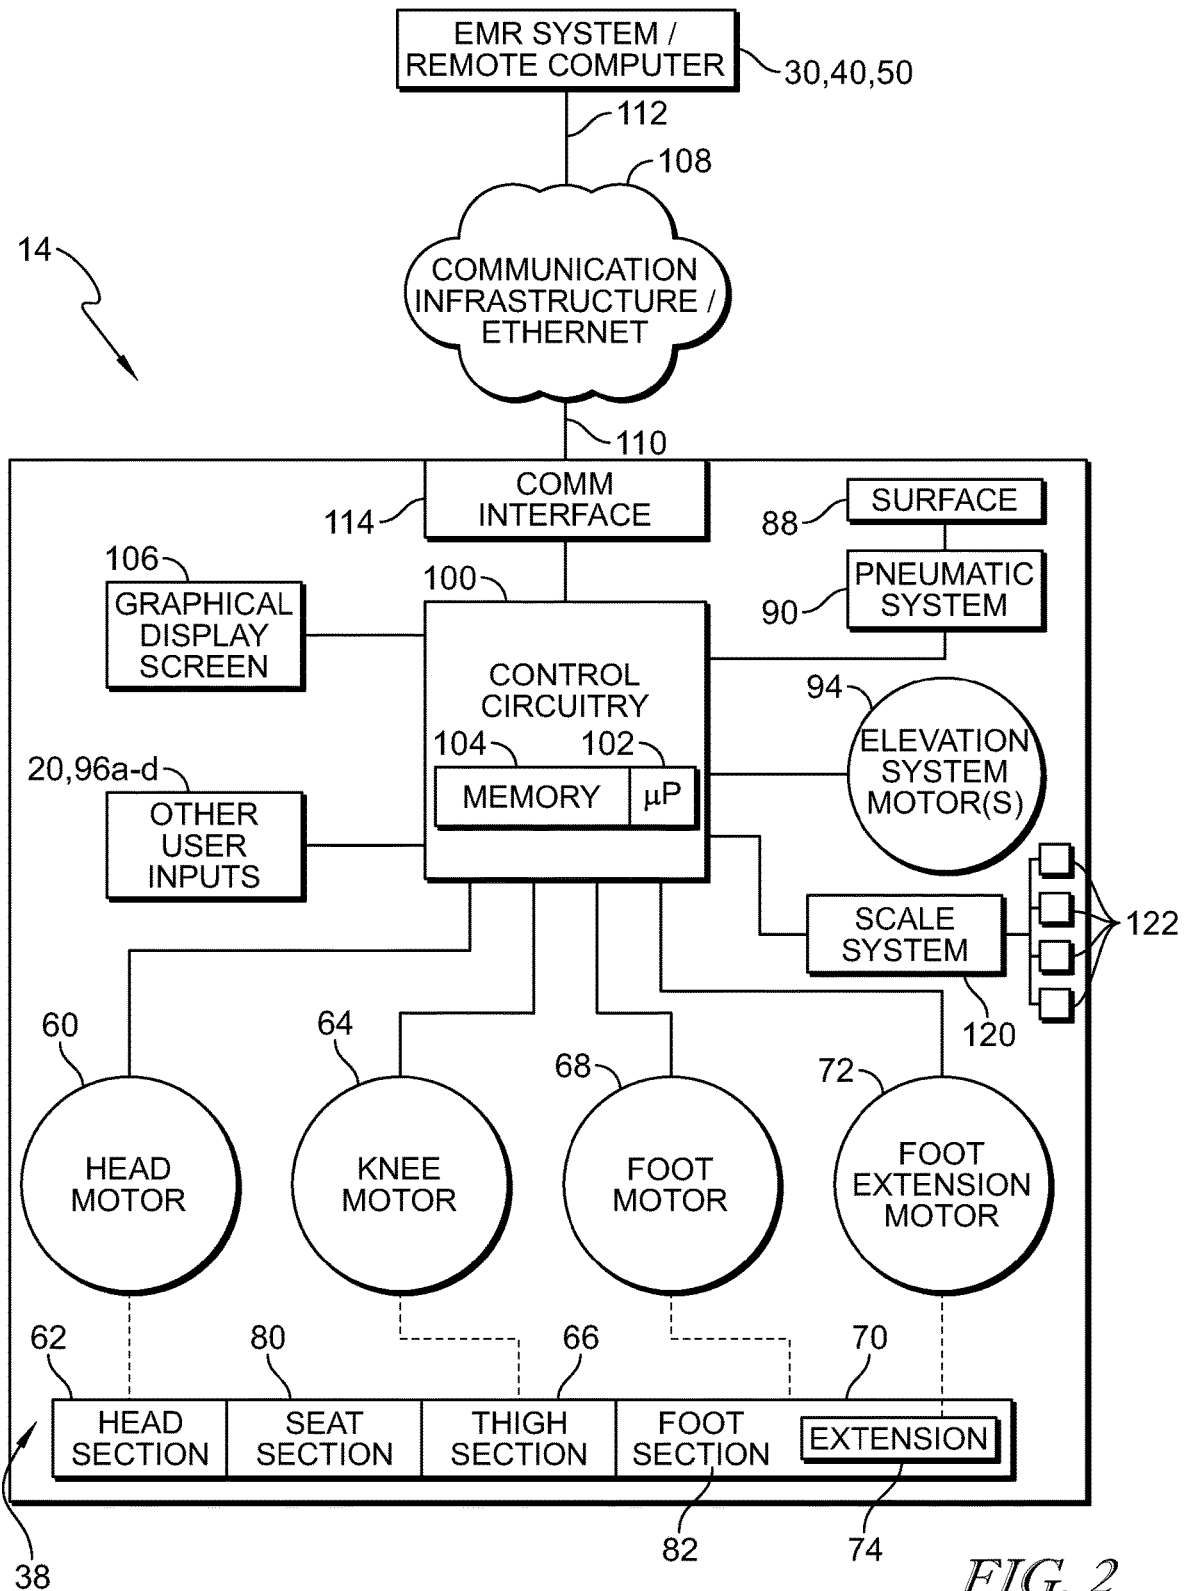 EMR SYSTEM /
REMOTE COMPUTER
30,40,50
112
108
14
COMMUNICATION
INFRASTRUCTURE /
ETHERNET
110
COMM
INTERFACE
114
SURFACE
88
106
100
PNEUMATIC
SYSTEM
90
GRAPHICAL
DISPLAY
SCREEN
CONTROL
CIRCUITRY
94
104
102
ELEVATION
SYSTEM
MOTOR(S)
20,96a-d
MEMORY
µP
OTHER
USER
INPUTS
SCALE
SYSTEM
122
120
60
64
68
72
HEAD
MOTOR
KNEE
MOTOR
FOOT
MOTOR
FOOT
EXTENSION
MOTOR
62
80
66
70
HEAD
SECTION
SEAT
SECTION
THIGH
SECTION
FOOT
SECTION
EXTENSION
38
82
74
FIG. 2